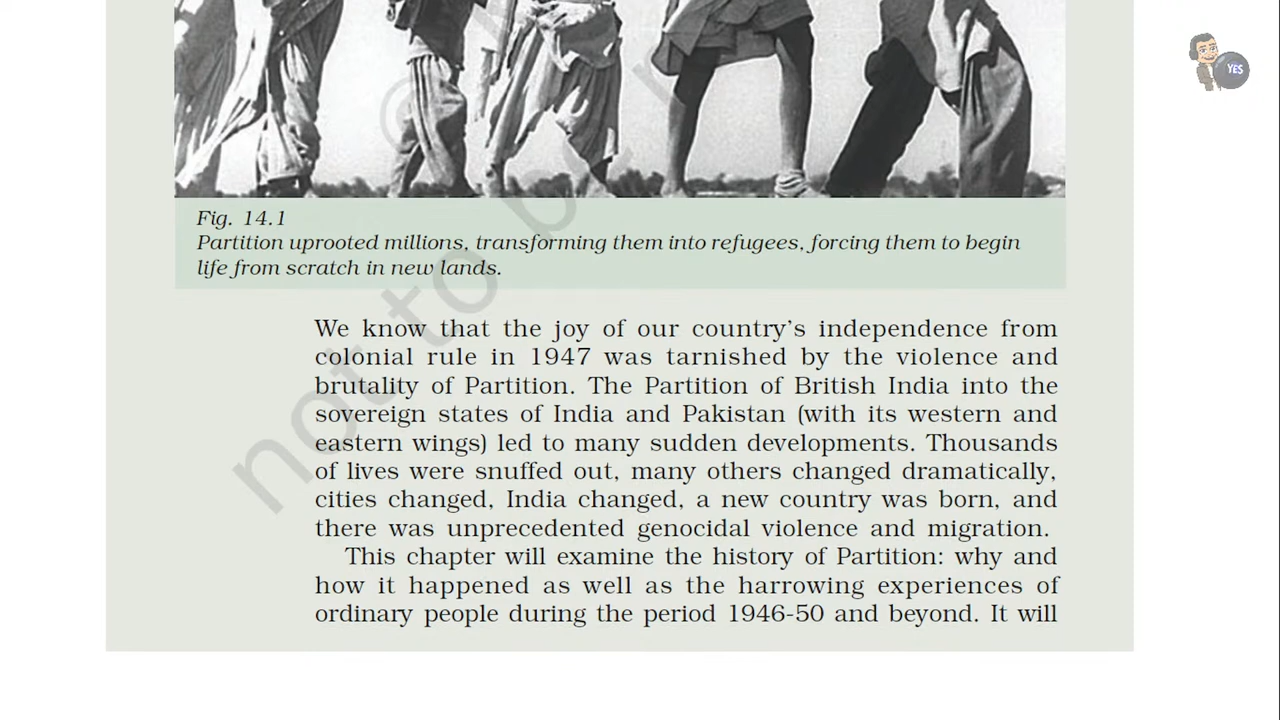 YES
Fig. 14.1
Partition uprooted millions, transforming them into refugees, forcing them to begin
life from scratch in new lands.
We know that the joy of our country's independence from
colonial rule in 1947 was tarnished by the violence and
brutality of Partition. The Partition of British India into the
sovereign states of India and Pakistan (with its western and
eastern wings) led to many sudden developments. Thousands
of lives were snuffed out, many others changed dramatically,
cities changed, India changed, a new country was born, and
there was unprecedented genocidal violence and migration.
This chapter will examine the history of Partition: why and
how it happened as well as the harrowing experiences of
ordinary people during the period 1946-50 and beyond. It will
not to b